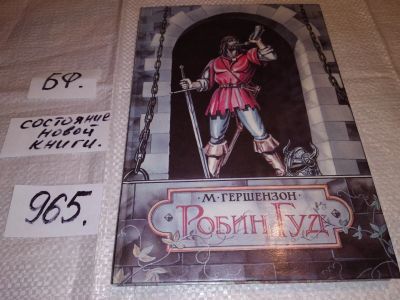 БФ.
состояние
новой
книги.
965.
М·ГЕРШЕНЗОН
РОБИН ГУД